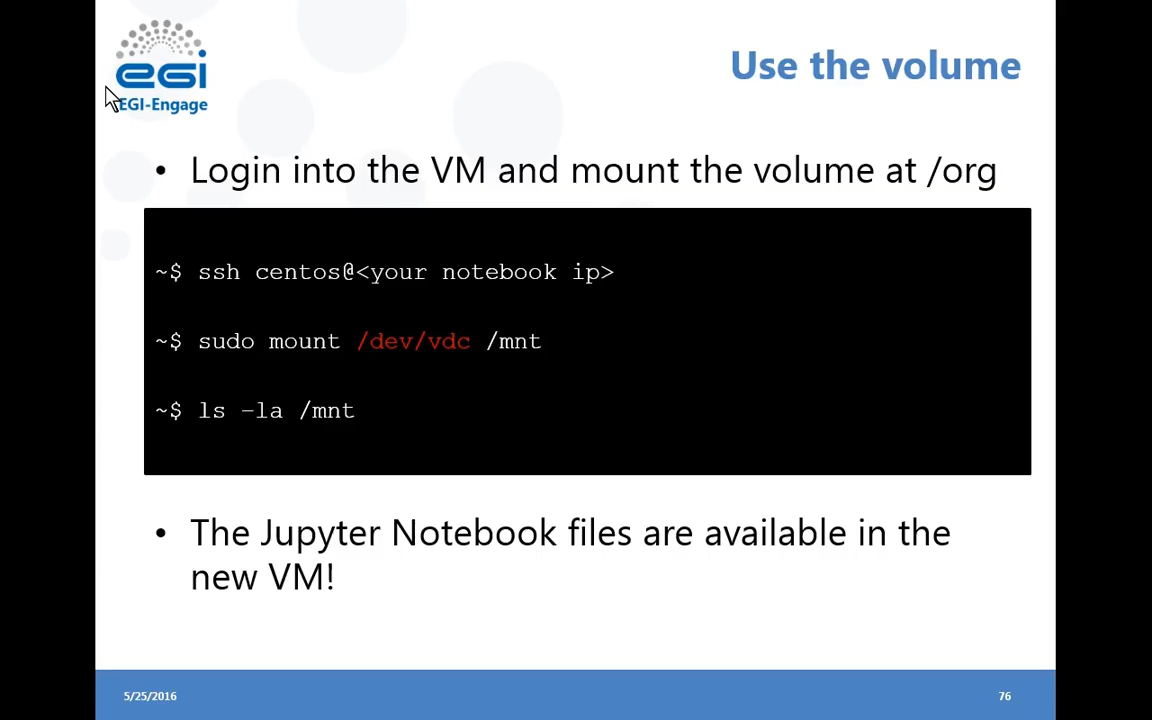 egi
EGI-Engage
Use the volume
• Login into the VM and mount the volume at /org
~$ ssh centos@<your notebook ip>
~$ sudo mount /dev/vdc /mnt
~$ ls –la /mnt
• The Jupyter Notebook files are available in the
new VM!
5/25/2016
76